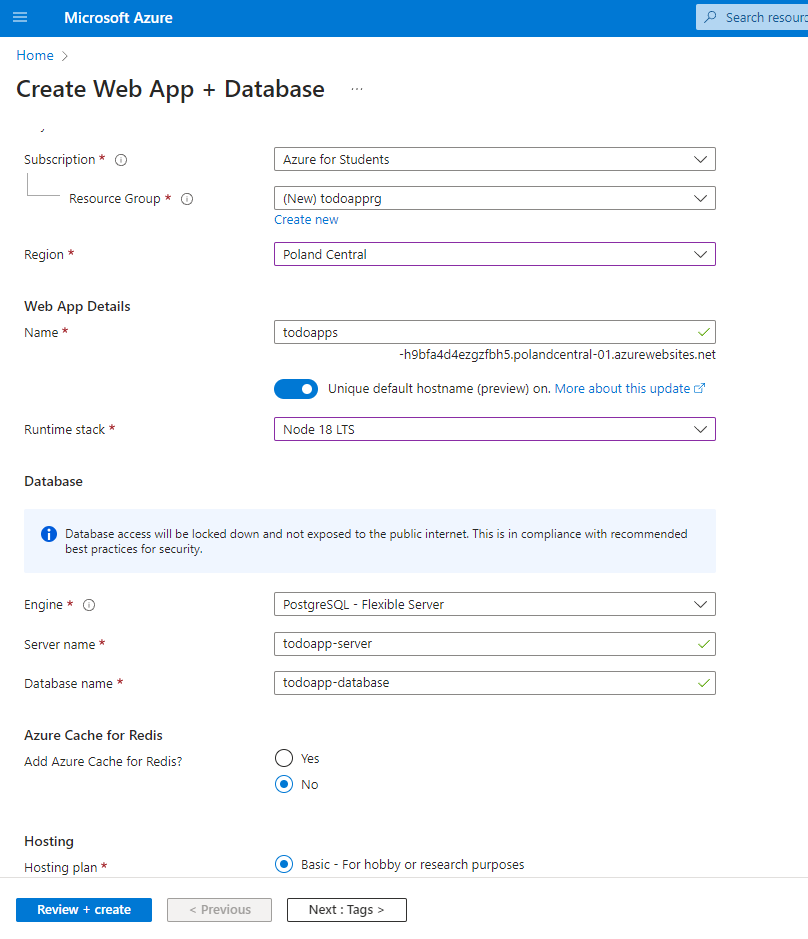 Microsoft Azure
Search resour
Home
Create Web App + Database
Subscription *
Azure for Students
Resource Group *
(New) todoapprg
Create new
Region *
Poland Central
Web App Details
Name *
todoapps
-h9bfa4d4ezgzfbh5.polandcentral-01.azurewebsites.net
Unique default hostname (preview) on. More about this update
Runtime stack *
Node 18 LTS
Database
Database access will be locked down and not exposed to the public internet. This is in compliance with recommended
best practices for security.
Engine *
PostgreSQL - Flexible Server
Server name *
todoapp-server
Database name *
todoapp-database
Azure Cache for Redis
Add Azure Cache for Redis?
Yes
No
Hosting
Hosting plan *
Basic - For hobby or research purposes
Review + create
< Previous
Next : Tags >